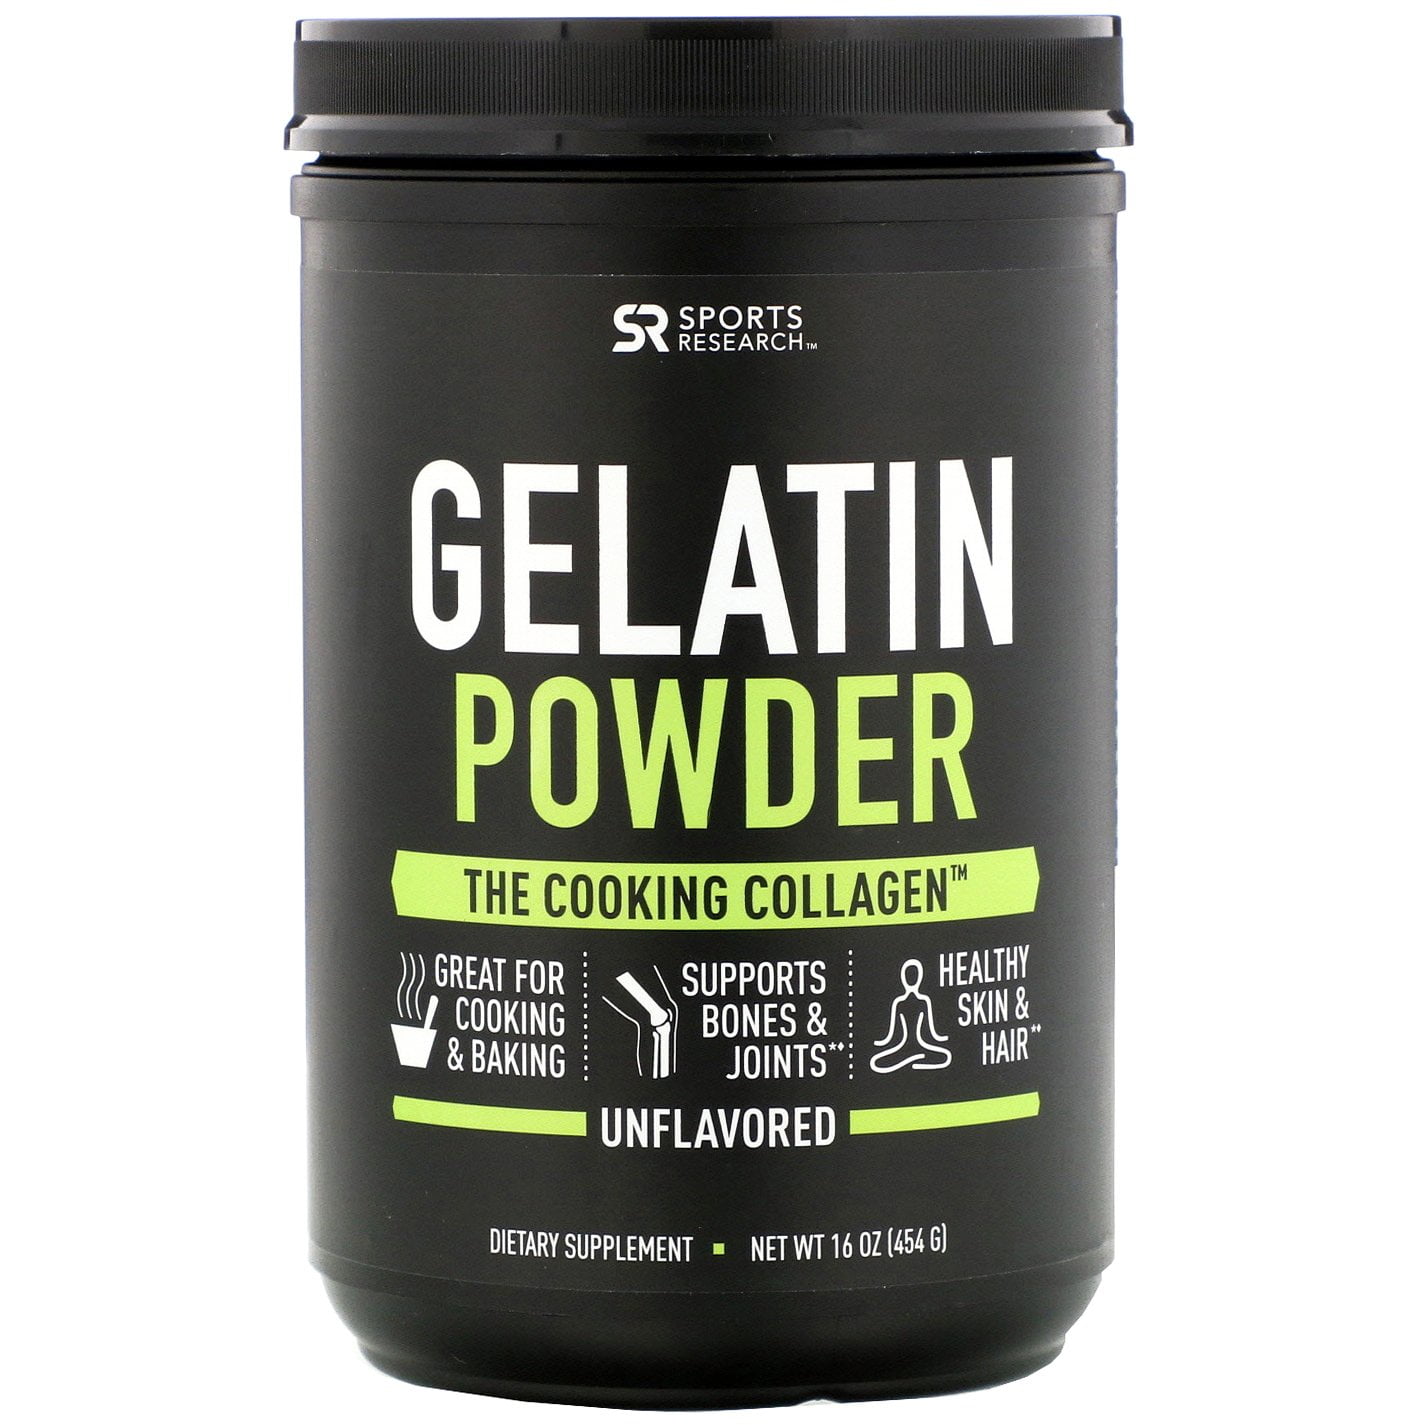 SR SPORTS
RESEARCH™
GELATIN
POWDER
THE COOKING COLLAGEN™
GREAT FOR
COOKING
& BAKING
SUPPORTS
BONES &
JOINTS*♦
HEALTHY
SKIN &
HAIR*♦
UNFLAVORED
DIETARY SUPPLEMENT ▪ NET WT 16 OZ (454 G)